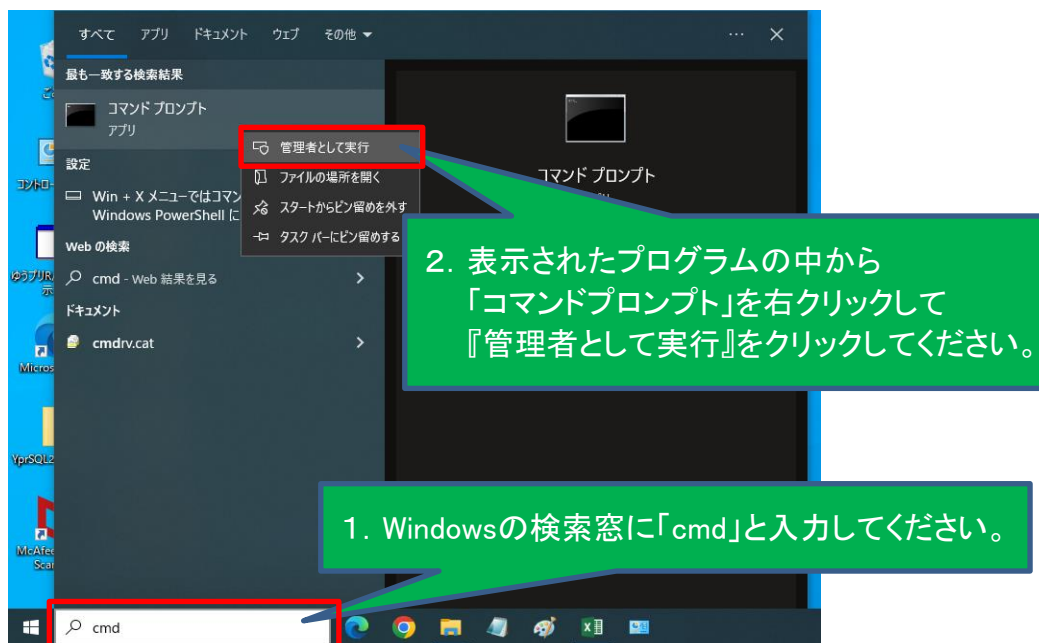 すべて アプリ ドキュメント ウェブ その他 ▼ … ×
最も一致する検索結果
コマンド プロンプト
アプリ
管理者として実行
ファイルの場所を開く
スタートからピン留めを外す
タスク バーにピン留めする
設定
Win + X メニューではコマン
Windows PowerShell に
Web の検索
cmd - Web 結果を見る
ドキュメント
cmdrv.cat
コマンド プロンプト
2. 表示されたプログラムの中から
「コマンドプロンプト」を右クリックして
『管理者として実行』をクリックしてください。
1. Windowsの検索窓に「cmd」と入力してください。
コントロー
Micros
YprSQL2
McAfee
Scar
cmd